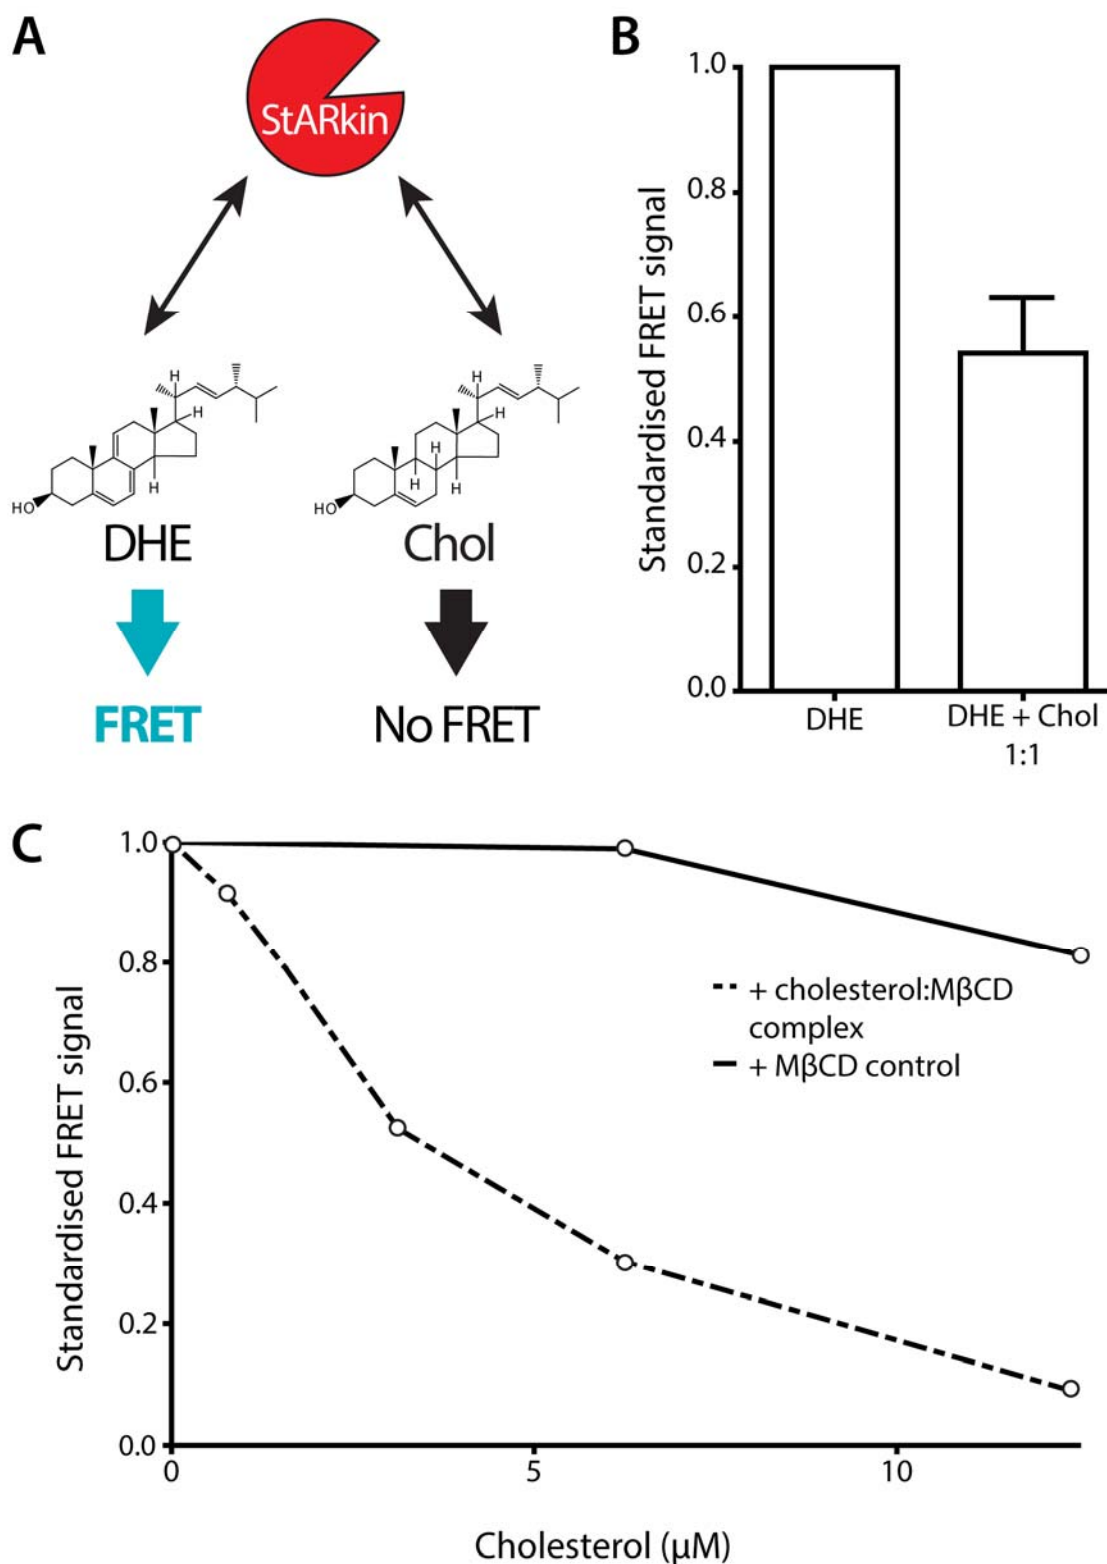 A
StARkin
H
H
H
HO
DHE
FRET
H
H
H
H
H
HO
Chol
No FRET
B
Standardised FRET signal
1.0
0.8
0.6
0.4
0.2
0.0
DHE
DHE + Chol
1:1
C
Standardised FRET signal
1.0
0.8
0.6
0.4
0.2
0.0
0
5
10
Cholesterol (μM)
+ cholesterol:MβCD
complex
+ MβCD control